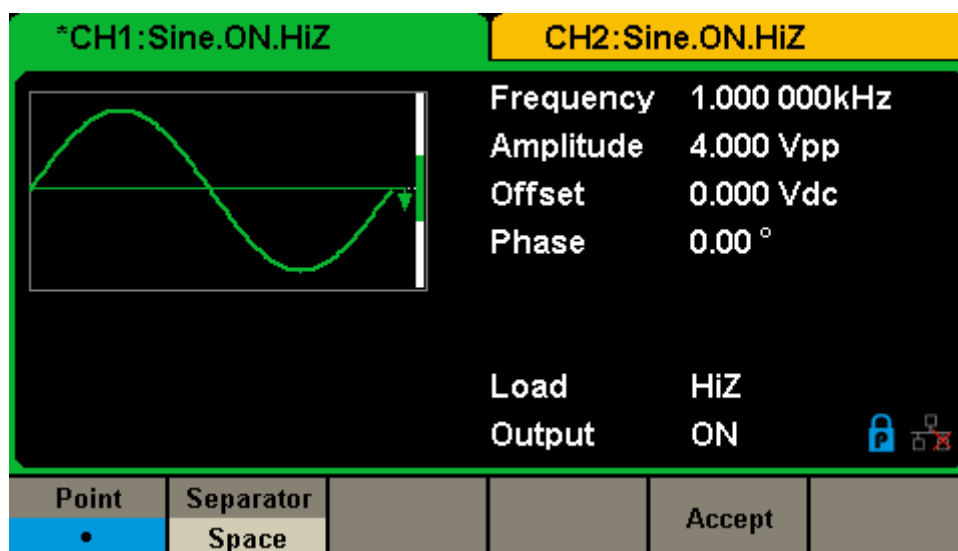 *CH1:Sine.ON.HiZ
CH2:Sine.ON.HiZ
Frequency 1.000 000kHz
Amplitude 4.000 Vpp
Offset 0.000 Vdc
Phase 0.00 °
Load HiZ
Output ON
P
Point Separator Accept
• Space